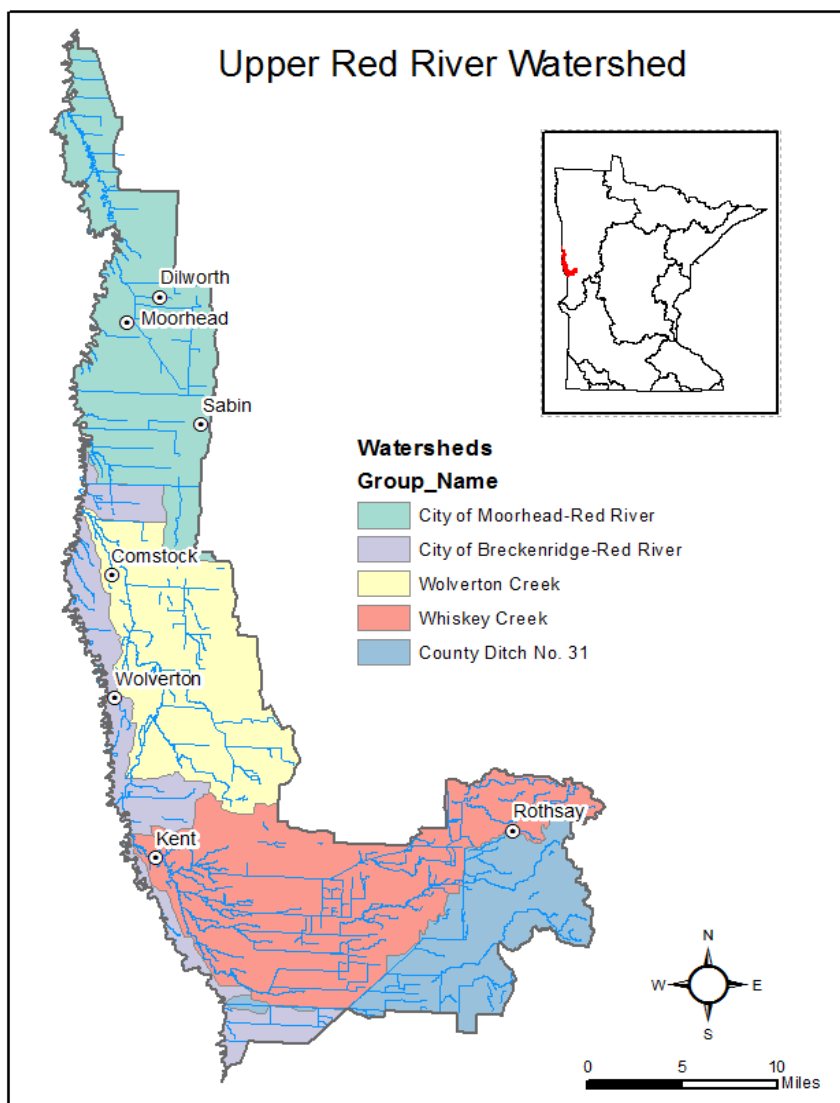 Upper Red River Watershed
Dilworth
Moorhead
Sabin
Watersheds
Group_Name
City of Moorhead-Red River
City of Breckenridge-Red River
Wolverton Creek
Whiskey Creek
County Ditch No. 31
Comstock
Wolverton
Rothsay
Kent
N
W E
S
0 5 10
Miles